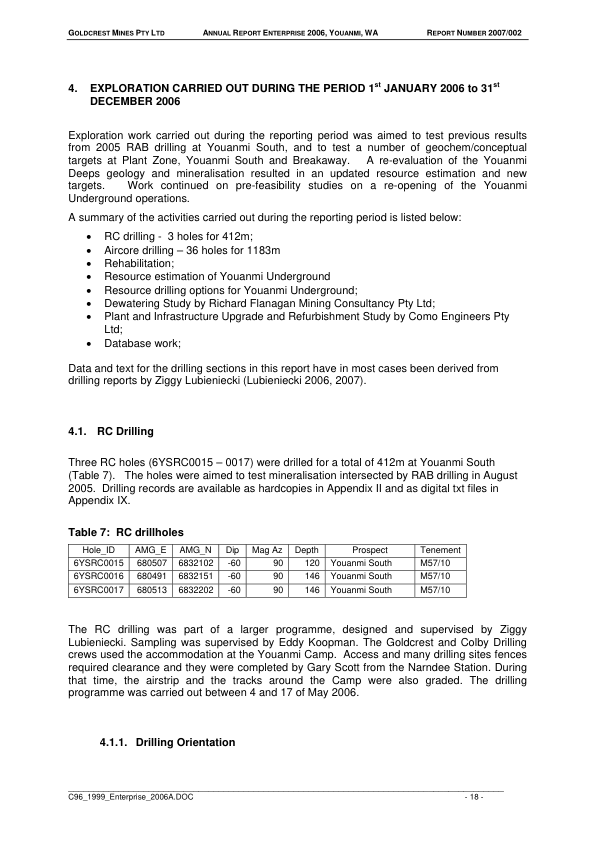 GOLDCREST MINES PTY LTD ANNUAL REPORT ENTERPRISE 2006, YOUANMI, WA REPORT NUMBER 2007/002
4. EXPLORATION CARRIED OUT DURING THE PERIOD 1st JANUARY 2006 to 31st
DECEMBER 2006
Exploration work carried out during the reporting period was aimed to test previous results
from 2005 RAB drilling at Youanmi South, and to test a number of geochem/conceptual
targets at Plant Zone, Youanmi South and Breakaway. A re-evaluation of the Youanmi
Deeps geology and mineralisation resulted in an updated resource estimation and new
targets. Work continued on pre-feasibility studies on a re-opening of the Youanmi
Underground operations.
A summary of the activities carried out during the reporting period is listed below:
• RC drilling - 3 holes for 412m;
• Aircore drilling – 36 holes for 1183m
• Rehabilitation;
• Resource estimation of Youanmi Underground
• Resource drilling options for Youanmi Underground;
• Dewatering Study by Richard Flanagan Mining Consultancy Pty Ltd;
• Plant and Infrastructure Upgrade and Refurbishment Study by Como Engineers Pty
Ltd;
• Database work;
Data and text for the drilling sections in this report have in most cases been derived from
drilling reports by Ziggy Lubieniecki (Lubieniecki 2006, 2007).
4.1. RC Drilling
Three RC holes (6YSRC0015 – 0017) were drilled for a total of 412m at Youanmi South
(Table 7). The holes were aimed to test mineralisation intersected by RAB drilling in August
2005. Drilling records are available as hardcopies in Appendix II and as digital txt files in
Appendix IX.
Table 7: RC drillholes
Hole_ID AMG_E AMG_N Dip Mag Az Depth Prospect Tenement
6YSRC0015 680507 6832102 -60 90 120 Youanmi South M57/10
6YSRC0016 680491 6832151 -60 90 146 Youanmi South M57/10
6YSRC0017 680513 6832202 -60 90 146 Youanmi South M57/10
The RC drilling was part of a larger programme, designed and supervised by Ziggy
Lubieniecki. Sampling was supervised by Eddy Koopman. The Goldcrest and Colby Drilling
crews used the accommodation at the Youanmi Camp. Access and many drilling sites fences
required clearance and they were completed by Gary Scott from the Narndee Station. During
that time, the airstrip and the tracks around the Camp were also graded. The drilling
programme was carried out between 4 and 17 of May 2006.
4.1.1. Drilling Orientation
C96_1999_Enterprise_2006A.DOC - 18 -